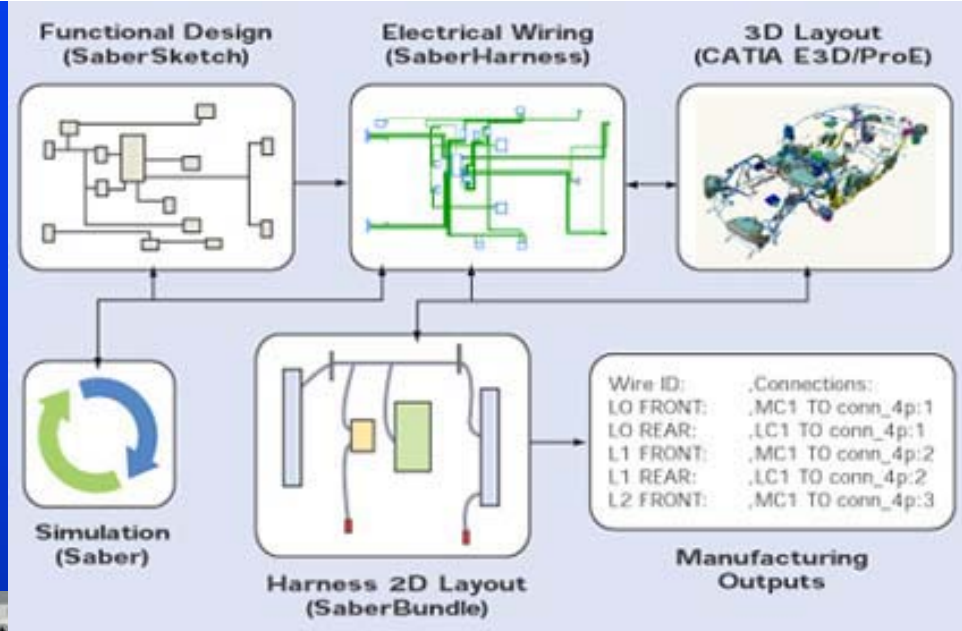 Functional Design
(SaberSketch)
Electrical Wiring
(SaberHarness)
3D Layout
(CATIA E3D/ProE)
Simulation
(Saber)
Harness 2D Layout
(SaberBundle)
Wire ID: ,Connections:
LO FRONT: ,MC1 TO conn_4p:1
LO REAR: ,LC1 TO conn_4p:1
L1 FRONT: ,MC1 TO conn_4p:2
L1 REAR: ,LC1 TO conn_4p:2
L2 FRONT: ,MC1 TO conn_4p:3
Manufacturing
Outputs